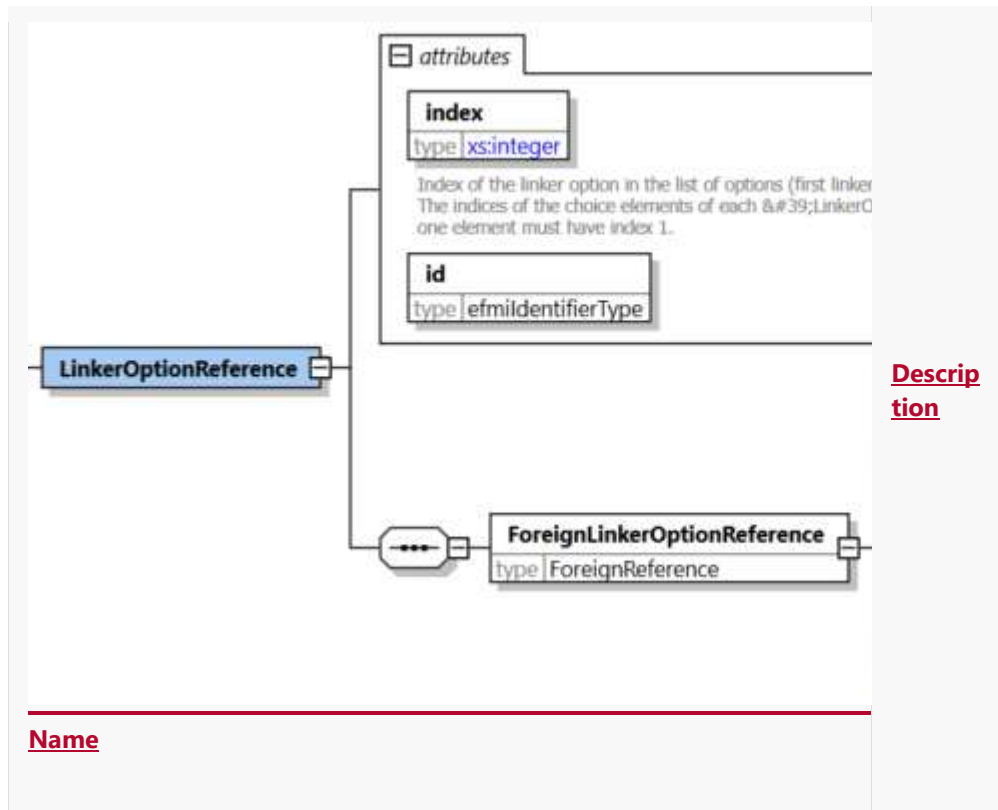 attributes
index
type xs:integer
Index of the linker option in the list of options (first linker
The indices of the choice elements of each &#39;LinkerO
one element must have index 1.
id
type efmiIdentifierType
LinkerOptionReference
Descrip
tion
ForeignLinkerOptionReference
type ForeignReference
Name